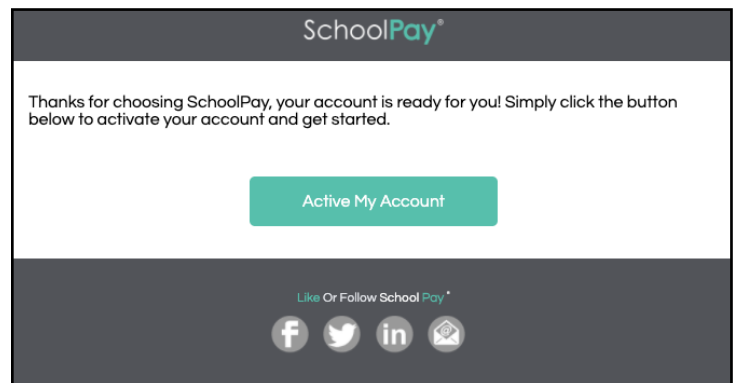 SchoolPay®
Thanks for choosing SchoolPay, your account is ready for you! Simply click the button
below to activate your account and get started.
Active My Account
Like Or Follow School Pay ®
f in @